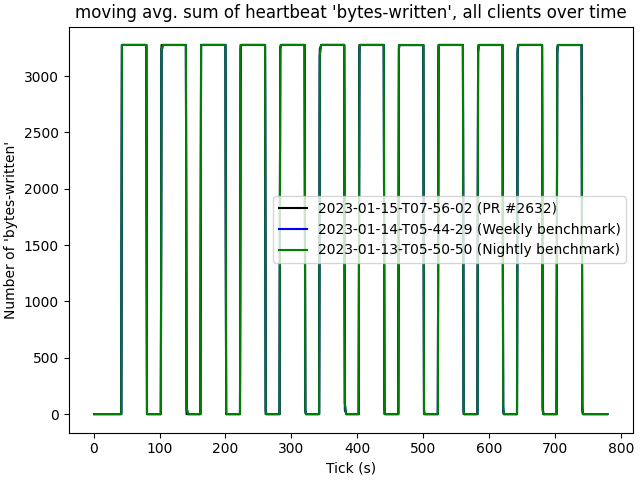 moving avg. sum of heartbeat 'bytes-written', all clients over time
Number of 'bytes-written'
3000
2500
2000
1500
1000
500
0
2023-01-15-T07-56-02 (PR #2632)
2023-01-14-T05-44-29 (Weekly benchmark)
2023-01-13-T05-50-50 (Nightly benchmark)
0 100 200 300 400 500 600 700 800
Tick (s)